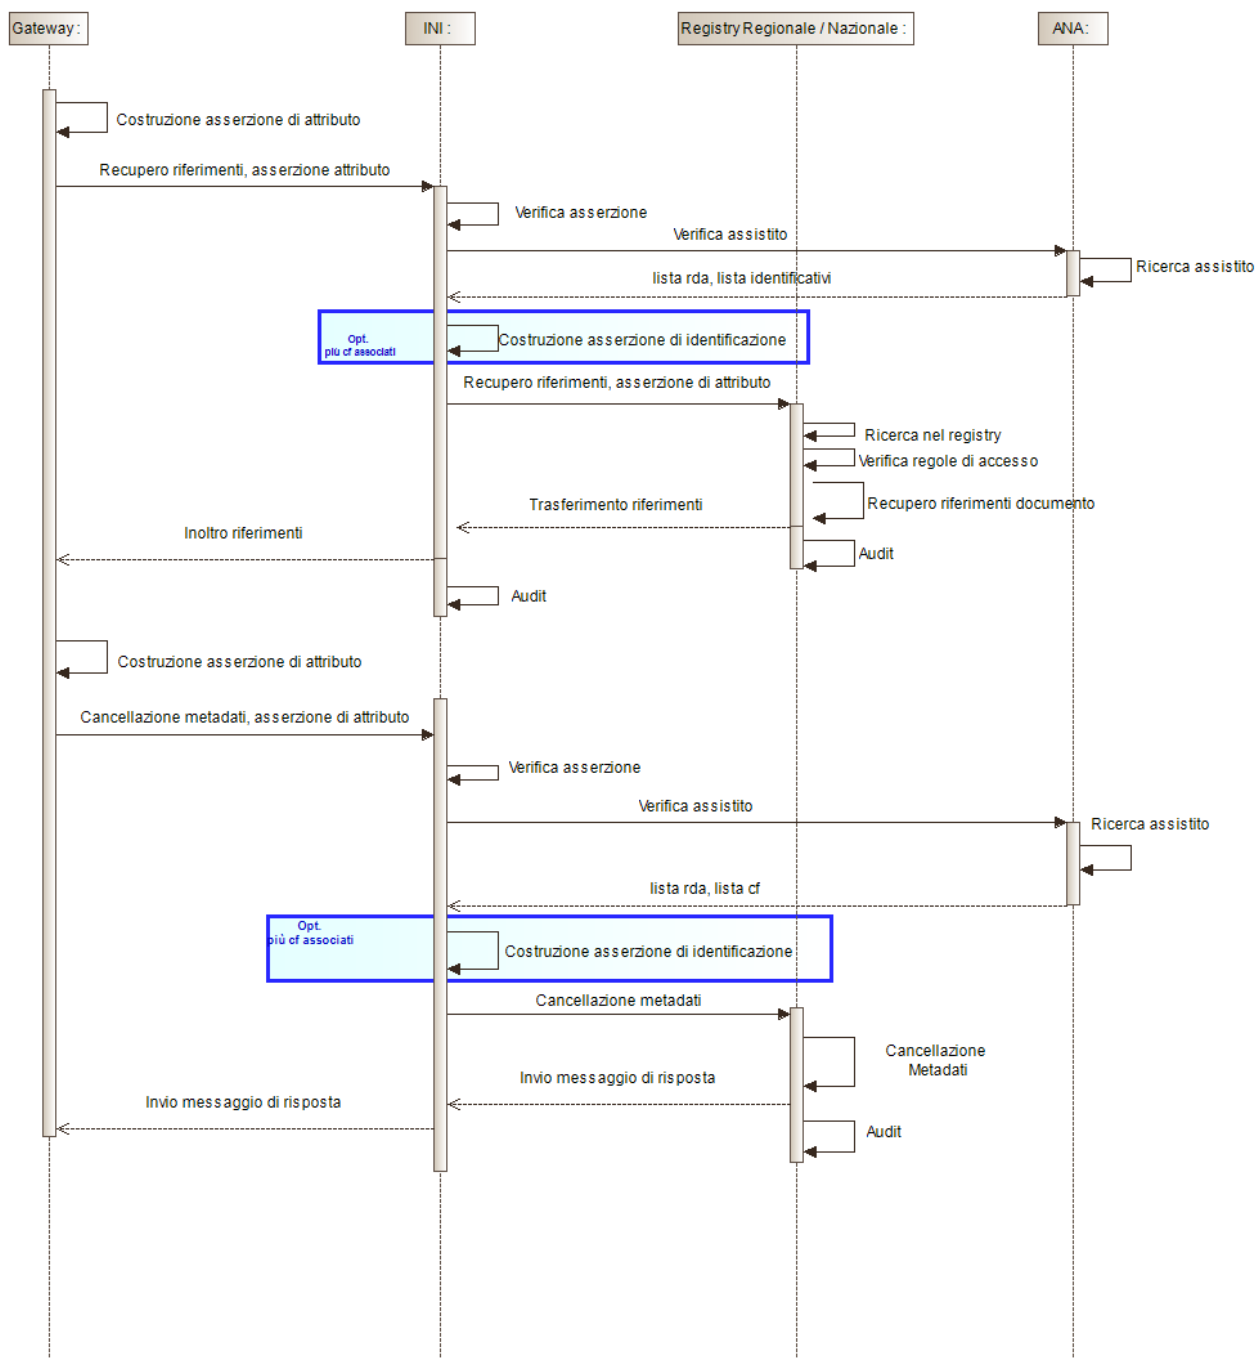 Gateway :
INI :
Registry Regionale / Nazionale :
ANA :
Costruzione asserzione di attributo
Recupero riferimenti, asserzione attributo
Verifica asserzione
Verifica assistito
Ricerca assistito
lista rda, lista identificativi
Opt.
più cf associati
Costruzione asserzione di identificazione
Recupero riferimenti, asserzione di attributo
Ricerca nel registry
Verifica regole di accesso
Recupero riferimenti documento
Trasferimento riferimenti
Inoltro riferimenti
Audit
Audit
Costruzione asserzione di attributo
Cancellazione metadati, asserzione di attributo
Verifica asserzione
Verifica assistito
Ricerca assistito
lista rda, lista cf
Opt.
più cf associati
Costruzione asserzione di identificazione
Cancellazione metadati
Cancellazione
Metadati
Invio messaggio di risposta
Invio messaggio di risposta
Audit